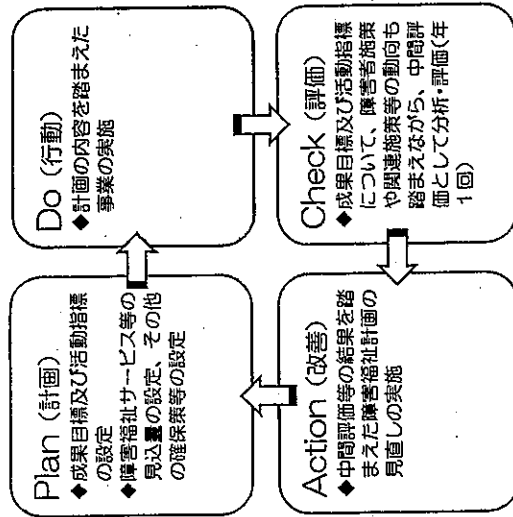 Plan（計画）
◆成果目標及び活動指標
の設定
◆障害福祉サービス等の
見込量の設定、その他
の確保策等の設定
Do（行動）
◆計画の内容を踏まえた
事業の実施
Check（評価）
◆成果目標及び活動指標
について、障害者施策
や関連施策等の動向も
踏まえながら、中間評
価として分析・評価（年
1回）
Action（改善）
◆中間評価等の結果を踏
まえた障害福祉計画の
見直しの実施